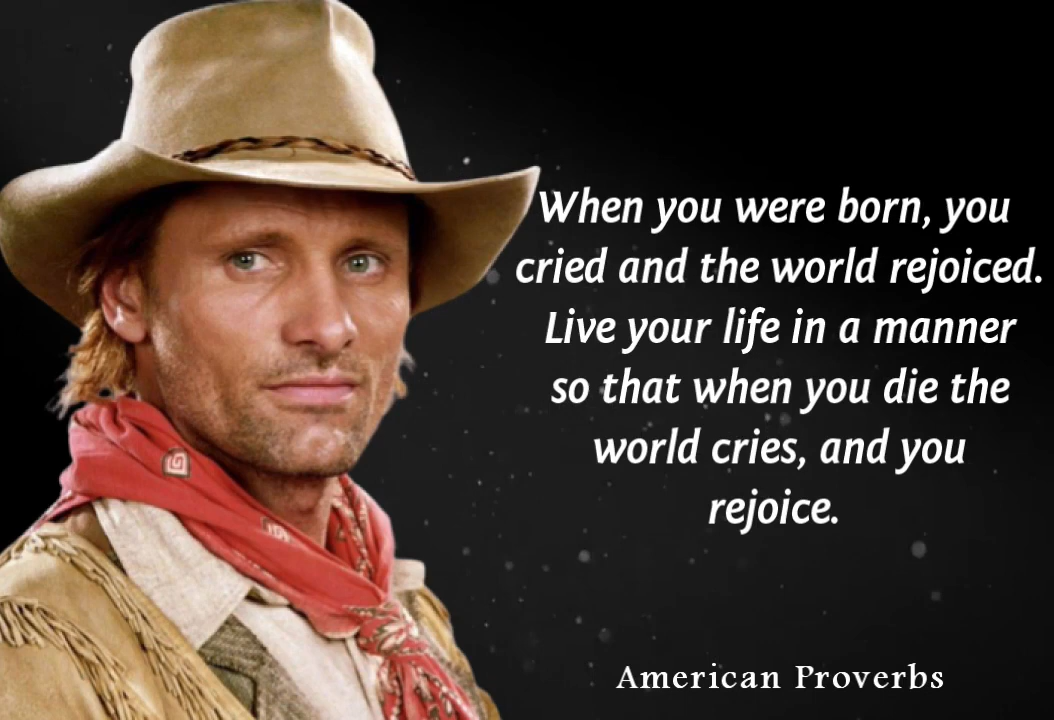 When you were born, you
cried and the world rejoiced.
Live your life in a manner
so that when you die the
world cries, and you
rejoice.
American Proverbs